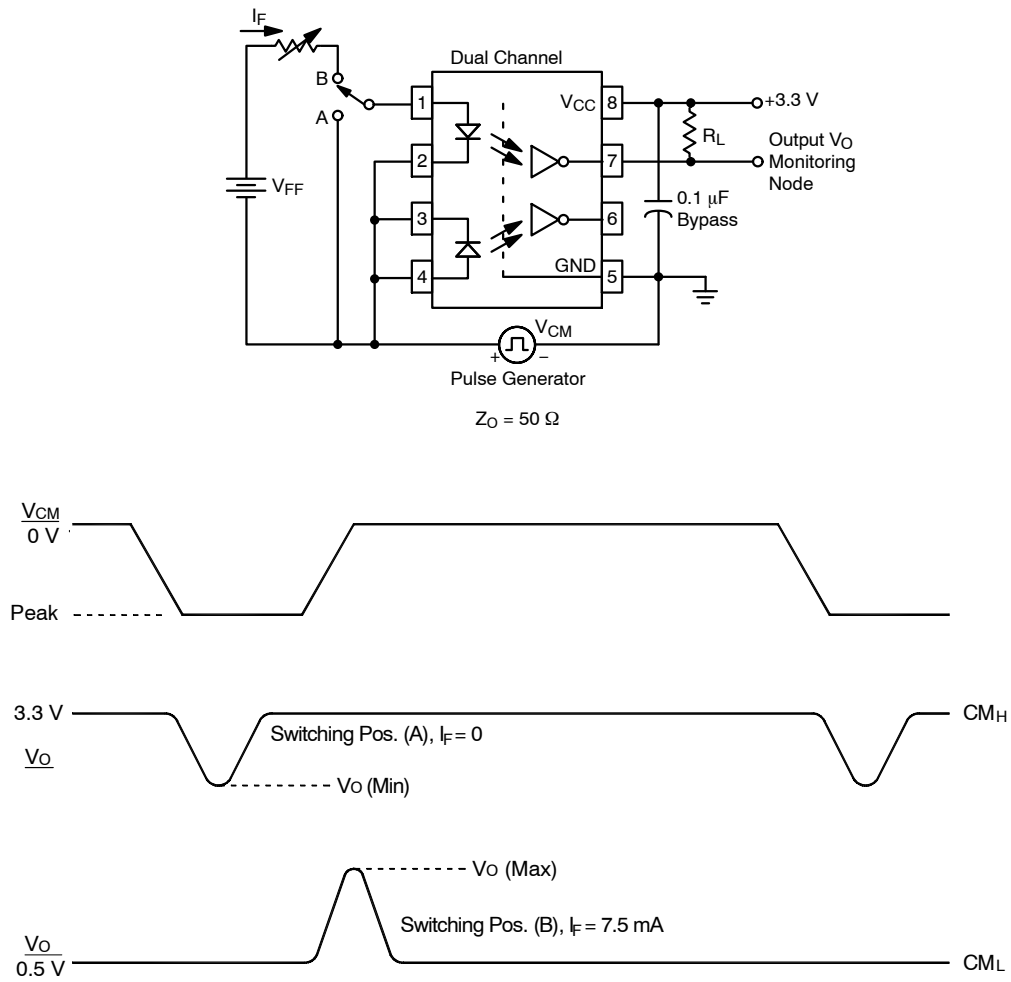 IF
Dual Channel
B
1
VCC
8
+3.3 V
A
RL
Output VO
Monitoring
Node
2
7
VFF
0.1 μF
Bypass
3
6
4
GND
5
VCM
+
−
Pulse Generator
ZO = 50 Ω
VCM
0 V
Peak
3.3 V
CMH
Switching Pos. (A), IF = 0
VO
VO (Min)
VO (Max)
Switching Pos. (B), IF = 7.5 mA
VO
0.5 V
CML